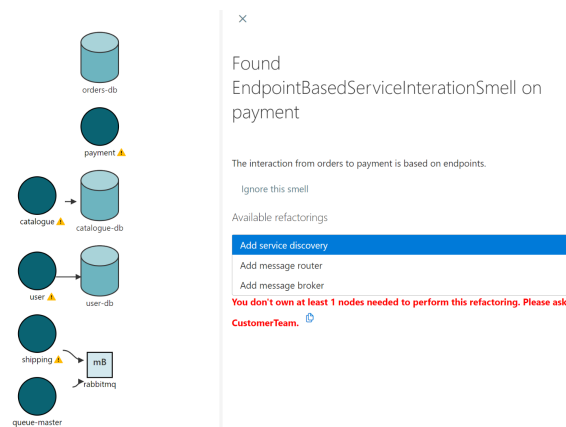 ×
Found
EndpointBasedServiceInterationSmell on
payment
The interaction from orders to payment is based on endpoints.
Ignore this smell
Available refactorings
Add service discovery
Add message router
Add message broker
You don't own at least 1 nodes needed to perform this refactoring. Please ask
CustomerTeam.
orders-db
payment
catalogue
catalogue-db
user
user-db
shipping
mB
rabbitmq
queue-master